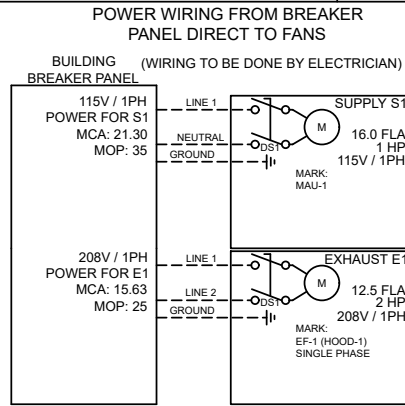 POWER WIRING FROM BREAKER
PANEL DIRECT TO FANS
BUILDING
BREAKER PANEL
(WIRING TO BE DONE BY ELECTRICIAN)
115V / 1PH
POWER FOR S1
MCA: 21.30
MOP: 35
LINE 1
NEUTRAL
GROUND
DS1
M
SUPPLY S1
16.0 FLA
1 HP
115V / 1PH
MARK:
MAU-1
208V / 1PH
POWER FOR E1
MCA: 15.63
MOP: 25
LINE 1
LINE 2
GROUND
DS1
M
EXHAUST E1
12.5 FLA
2 HP
208V / 1PH
MARK:
EF-1 (HOOD-1)
SINGLE PHASE